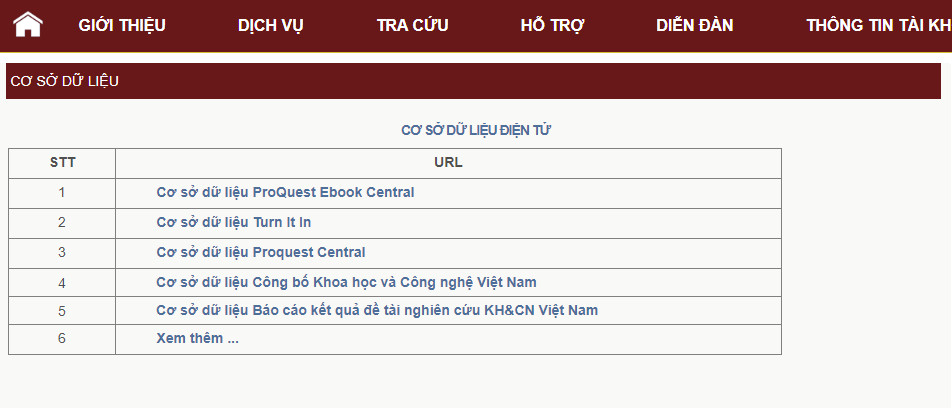 GIỚI THIỆU DỊCH VỤ TRA CỨU HỖ TRỢ DIỄN ĐÀN THÔNG TIN TÀI KH
CƠ SỞ DỮ LIỆU
CƠ SỞ DỮ LIỆU ĐIỆN TỬ
STT URL
1 Cơ sở dữ liệu ProQuest Ebook Central
2 Cơ sở dữ liệu Turn It In
3 Cơ sở dữ liệu Proquest Central
4 Cơ sở dữ liệu Công bố Khoa học và Công nghệ Việt Nam
5 Cơ sở dữ liệu Báo cáo kết quả đề tài nghiên cứu KH&CN Việt Nam
6 Xem thêm ...